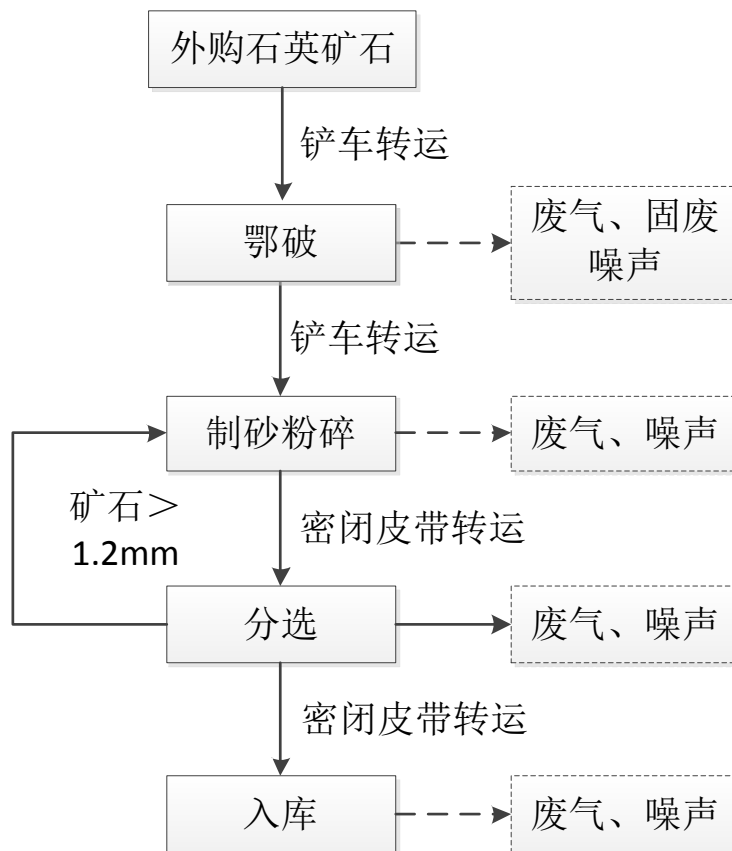 外购石英矿石
铲车转运
鄂破
废气、固废
噪声
铲车转运
制砂粉碎
废气、噪声
矿石＞
1.2mm
密闭皮带转运
分选
废气、噪声
密闭皮带转运
入库
废气、噪声